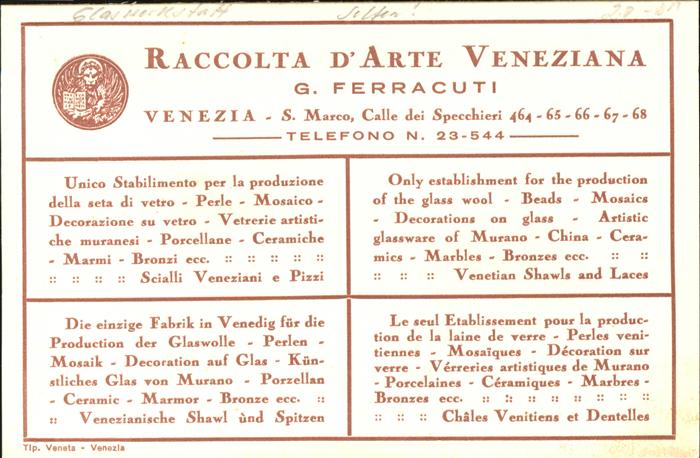 Glaswerkstatt Selten!
RACCOLTA D'ARTE VENEZIANA
G. FERRACUTI
VENEZIA - S. Marco, Calle dei Specchieri 464 - 65 - 66 - 67 - 68
TELEFONO N. 23-544
Unico Stabilimento per la produzione
della seta di vetro - Perle - Mosaico -
Decorazione su vetro - Vetrerie artisti-
che muranesi - Porcellane - Ceramiche
- Marmi - Bronzi ecc. :: :: :: :: ::
:: :: :: :: Scialli Veneziani e Pizzi
Only establishment for the production
of the glass wool - Beads - Mosaics
- Decorations on glass - Artistic
glassware of Murano - China - Cera-
mics - Marbles - Bronzes ecc. :: ::
:: :: :: Venetian Shawls and Laces
Die einzige Fabrik in Venedig für die
Production der Glaswolle - Perlen -
Mosaik - Decoration auf Glas - Kün-
stliches Glas von Murano - Porzellan
- Ceramic - Marmor - Bronze ecc. ::
:: Venezianische Shawl ùnd Spitzen
Le seul Etablissement pour la produc-
tion de la laine de verre - Perles veni-
tiennes - Mosaïques - Décoration sur
verre - Vérreries artistiques de Murano
- Porcelaines - Céramiques - Marbres -
Bronzes ecc. :: :: :: :: :: :: ::
:: :: :: Châles Venitiens et Dentelles
Tip. Veneta - Venezia